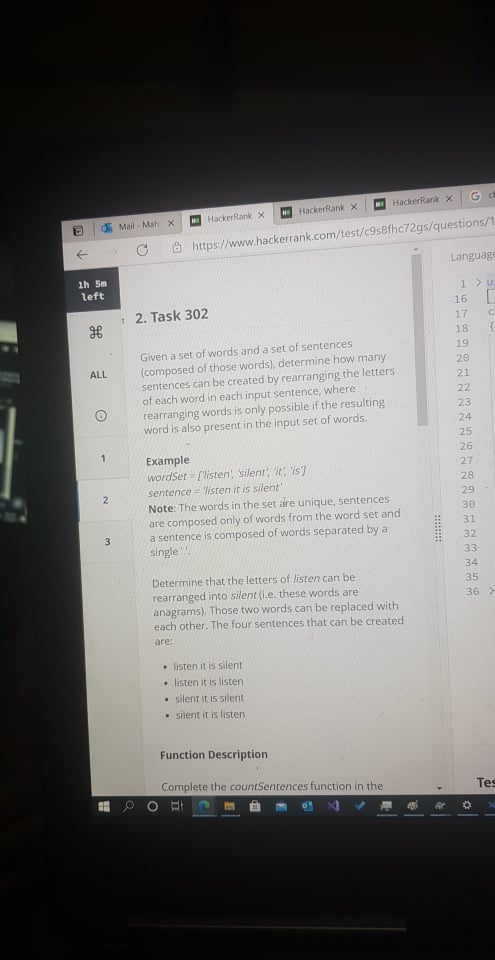 Mail - Mah
HackerRank
HackerRank
HackerRank
https://www.hackerrank.com/test/c9s8fhc72gs/questions/1
1h 5m
left
ALL
1
2
3
2. Task 302
Given a set of words and a set of sentences
(composed of those words), determine how many
sentences can be created by rearranging the letters
of each word in each input sentence, where
rearranging words is only possible if the resulting
word is also present in the input set of words.
Example
wordSet = ['listen', 'silent', 'it', 'is']
sentence = 'listen it is silent'
Note: The words in the set are unique, sentences
are composed only of words from the word set and
a sentence is composed of words separated by a
single ' '.
Determine that the letters of listen can be
rearranged into silent (i.e. these words are
anagrams). Those two words can be replaced with
each other. The four sentences that can be created
are:
• listen it is silent
• listen it is listen
• silent it is silent
• silent it is listen
Function Description
Complete the countSentences function in the
Language
1 > u
16
17 c
18 {
19
20
21
22
23
24
25
26
27
28
29
30
31
32
33
34
35
36 >
Tes